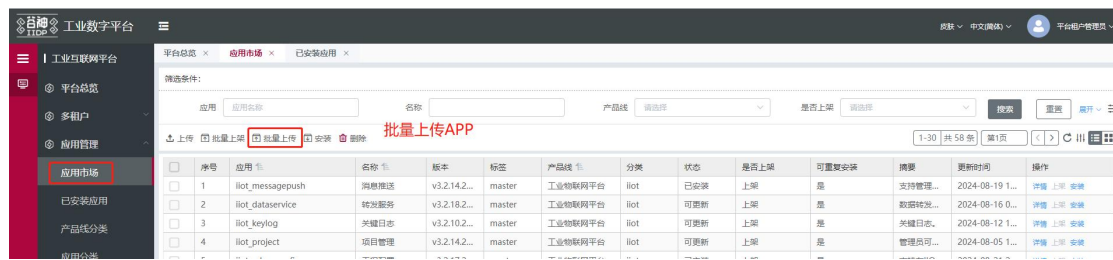 谷神 IIDP 工业数字平台 皮肤 中文(简体) 平台租户管理员
工业互联网平台 平台总览 × 应用市场 × 已安装应用 ×
筛选条件：
平台总览
应用 应用名称 名称 产品线 请选择 是否上架 请选择 搜索 重置 展开
多租户
上传 批量上架 批量上传 安装 删除 批量上传APP 1-30 共 58 条 第1页
应用管理
序号 应用 名称 版本 标签 产品线 分类 状态 是否上架 可重复安装 摘要 更新时间 操作
应用市场
1 iiot_messagepush 消息推送 v3.2.14.2... master 工业物联网平台 iiot 已安装 上架 是 支持管理... 2024-08-19 1... 详情 上架 安装
2 iiot_dataservice 转发服务 v3.2.18.2... master 工业物联网平台 iiot 可更新 上架 是 数据转发... 2024-08-16 0... 详情 上架 安装
已安装应用
3 iiot_keylog 关键日志 v3.2.10.2... master 工业物联网平台 iiot 可更新 上架 是 关键日志。 2024-08-12 1... 详情 上架 安装
产品线分类
4 iiot_project 项目管理 v3.2.14.2... master 工业物联网平台 iiot 可更新 上架 是 管理员可... 2024-08-05 1... 详情 上架 安装
应用分类